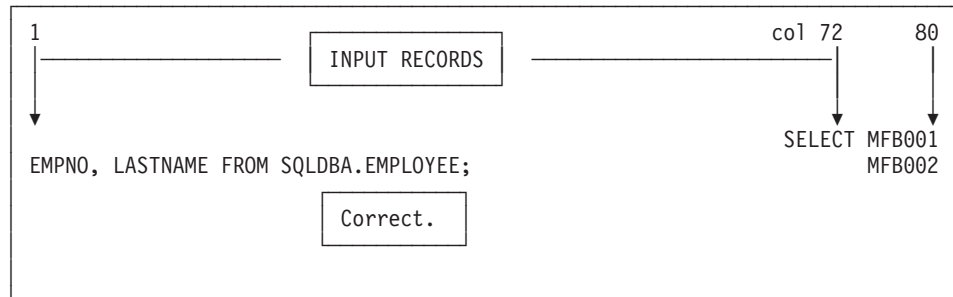 1 col 72 80
INPUT RECORDS
SELECT MFB001
EMPNO, LASTNAME FROM SQLDBA.EMPLOYEE; MFB002
Correct.